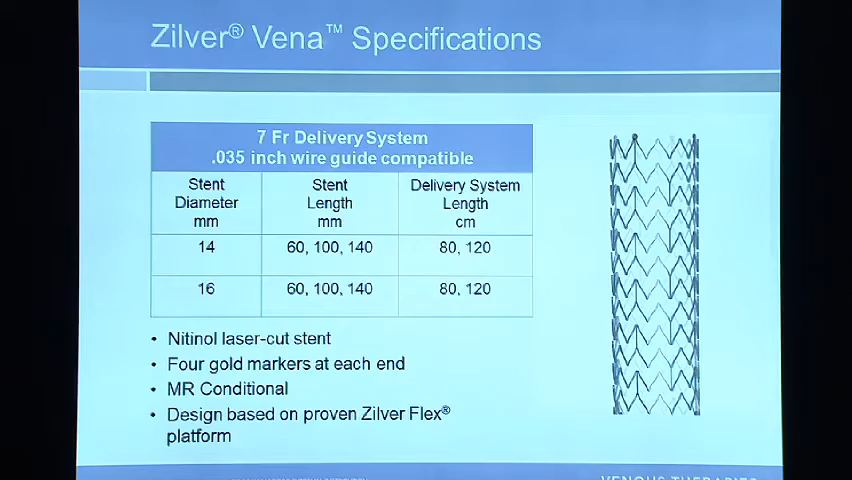 Zilver® Vena™ Specifications
7 Fr Delivery System
.035 inch wire guide compatible
Stent Diameter mm
Stent Length mm
Delivery System Length cm
14
60, 100, 140
80, 120
16
60, 100, 140
80, 120
• Nitinol laser-cut stent
• Four gold markers at each end
• MR Conditional
• Design based on proven Zilver Flex®
platform
VENOUS THERAPIES